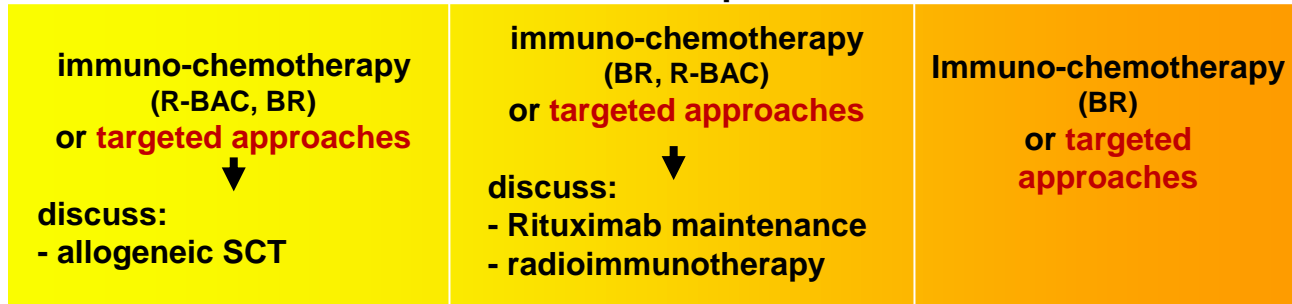 immuno-chemotherapy
(R-BAC, BR)
or targeted approaches
discuss:
- allogeneic SCT
immuno-chemotherapy
(BR, R-BAC)
or targeted approaches
discuss:
- Rituximab maintenance
- radioimmunotherapy
Immuno-chemotherapy
(BR)
or targeted
approaches